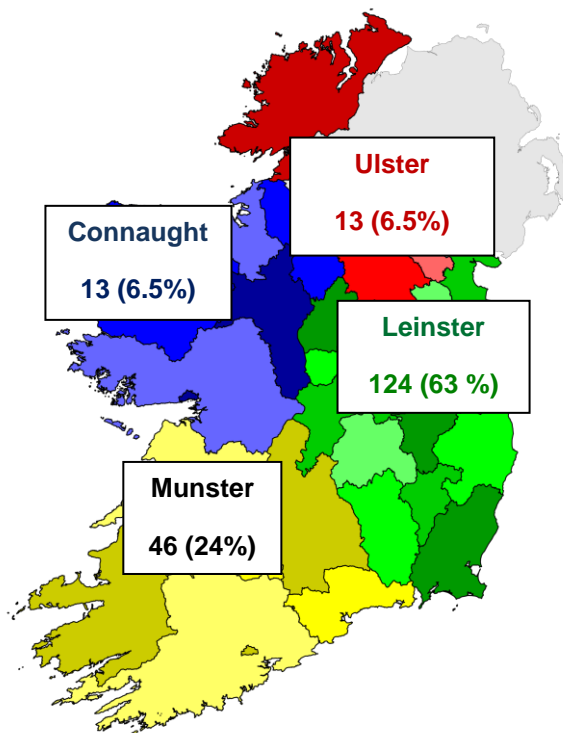 Ulster
13 (6.5%)
Connaught
13 (6.5%)
Leinster
124 (63 %)
Munster
46 (24%)